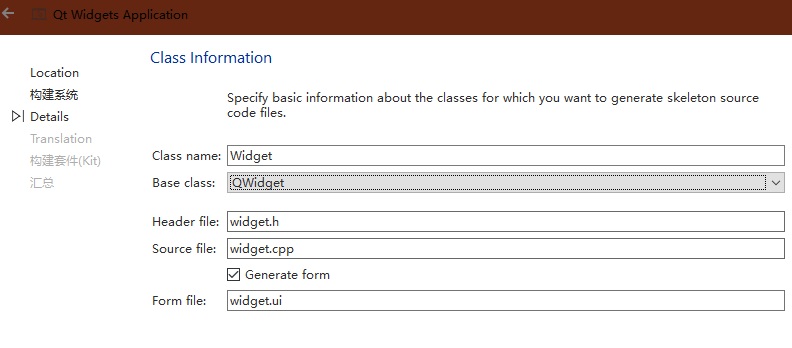 Qt Widgets Application
Class Information
Location
构建系统
Details
Translation
构建套件(Kit)
汇总
Specify basic information about the classes for which you want to generate skeleton source
code files.
Class name: Widget
Base class: QWidget
Header file: widget.h
Source file: widget.cpp
Generate form
Form file: widget.ui